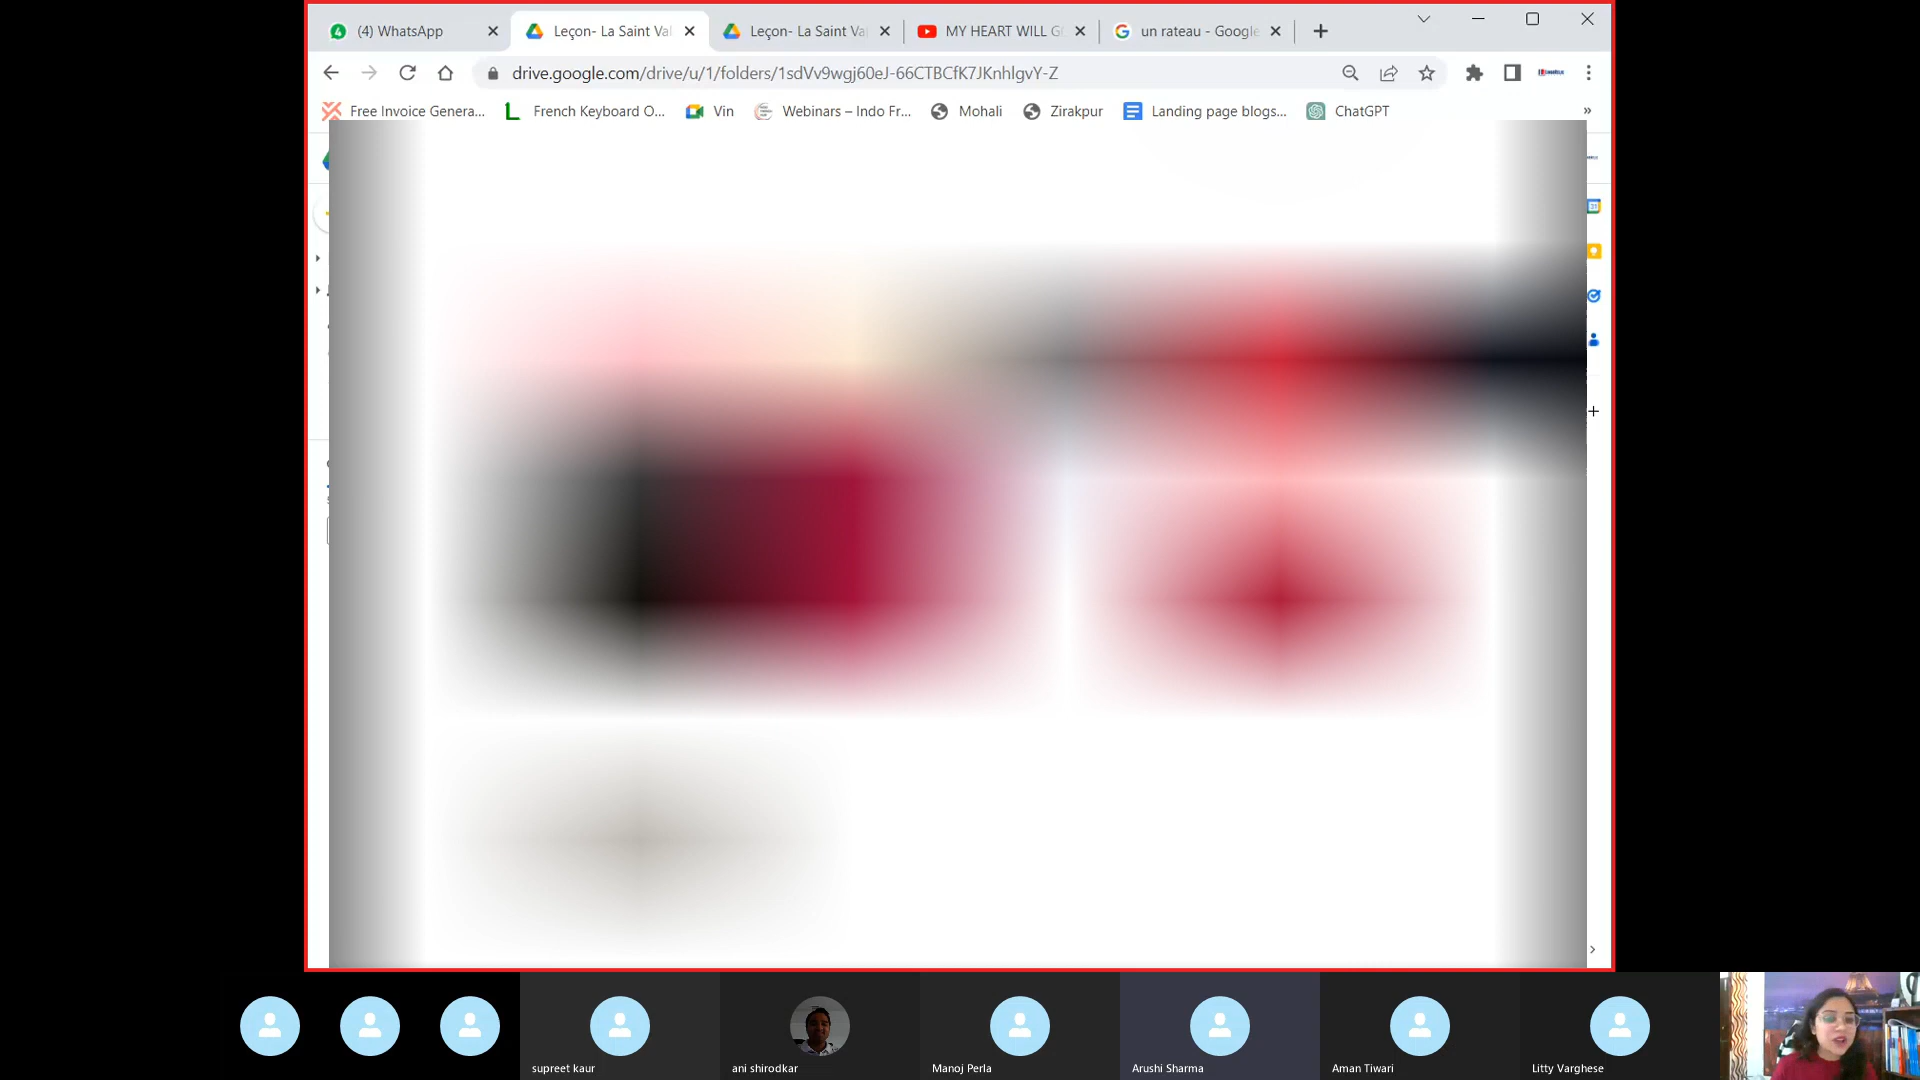 (4) WhatsApp
Leçon- La Saint Va
Leçon- La Saint Va
MY HEART WILL G
un rateau - Google
drive.google.com/drive/u/1/folders/1sdVv9wgj60eJ-66CTBCfK7JKnhlgvY-Z
Free Invoice Genera...
French Keyboard O...
Vin
Webinars – Indo Fr...
Mohali
Zirakpur
Landing page blogs...
ChatGPT
»
supreet kaur
ani shirodkar
Manoj Perla
Arushi Sharma
Aman Tiwari
Litty Varghese